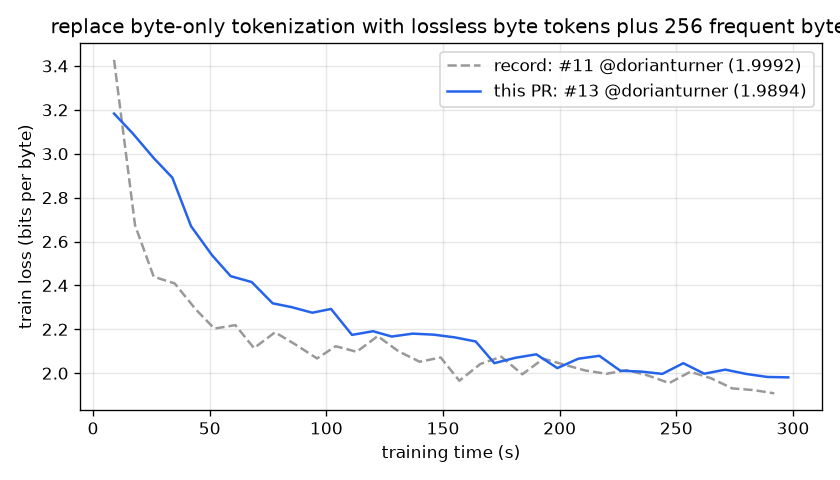 replace byte-only tokenization with lossless byte tokens plus 256 frequent byte
record: #11 @dorianturner (1.9992)
this PR: #13 @dorianturner (1.9894)
train loss (bits per byte)
3.4
3.2
3.0
2.8
2.6
2.4
2.2
2.0
0 50 100 150 200 250 300
training time (s)